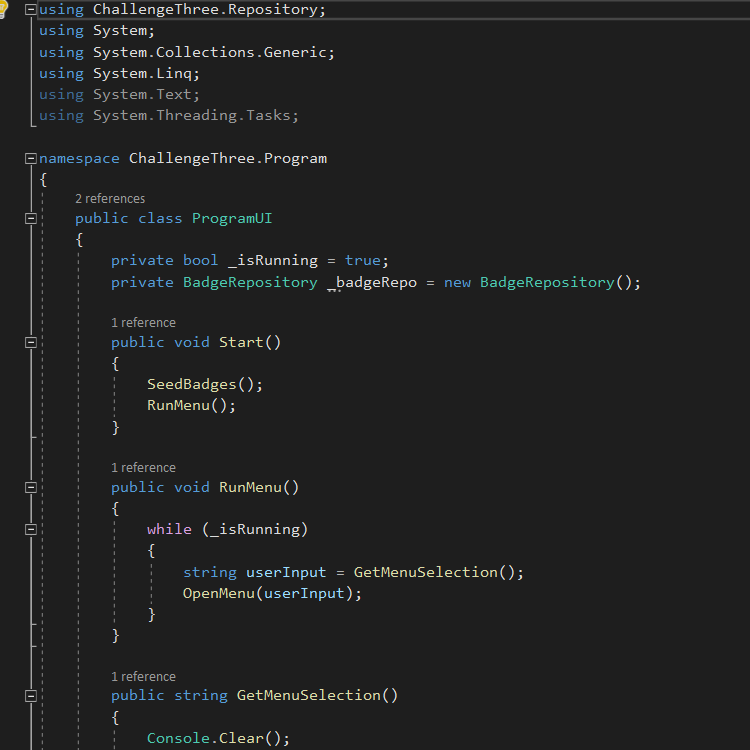 using ChallengeThree.Repository;
using System;
using System.Collections.Generic;
using System.Linq;
using System.Text;
using System.Threading.Tasks;
namespace ChallengeThree.Program
{
2 references
public class ProgramUI
{
private bool _isRunning = true;
private BadgeRepository _badgeRepo = new BadgeRepository();
1 reference
public void Start()
{
SeedBadges();
RunMenu();
}
1 reference
public void RunMenu()
{
while (_isRunning)
{
string userInput = GetMenuSelection();
OpenMenu(userInput);
}
}
1 reference
public string GetMenuSelection()
{
Console.Clear();